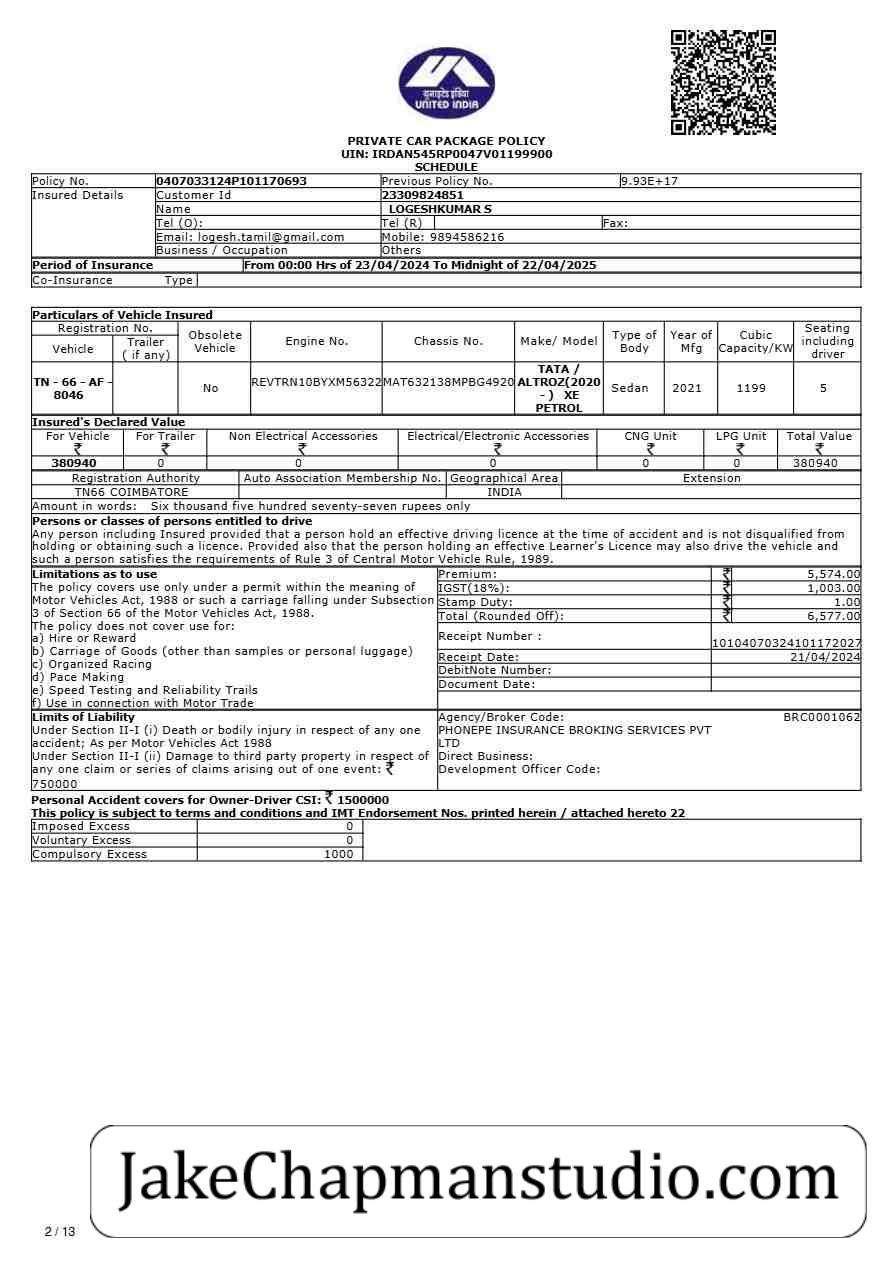 यूनाइटेड इंडिया
UNITED INDIA
PRIVATE CAR PACKAGE POLICY
UIN: IRDAN545RP0047V01199900
SCHEDULE
Policy No. 0407033124P101170693 Previous Policy No. 9.93E+17
Insured Details Customer Id 23309824851
Name LOGESHKUMAR S
Tel (O): Tel (R) Fax:
Email: logesh.tamil@gmail.com Mobile: 9894586216
Business / Occupation Others
Period of Insurance From 00:00 Hrs of 23/04/2024 To Midnight of 22/04/2025
Co-Insurance Type
Particulars of Vehicle Insured
Registration No. Obsolete Vehicle Engine No. Chassis No. Make/ Model Type of Body Year of Mfg Cubic Capacity/KW Seating including driver
Vehicle Trailer ( if any)
TN - 66 - AF - 8046 No REVTRN10BYXM56322 MAT632138MPBG4920 TATA / ALTROZ(2020 - ) XE PETROL Sedan 2021 1199 5
Insured's Declared Value
For Vehicle ₹ For Trailer ₹ Non Electrical Accessories ₹ Electrical/Electronic Accessories ₹ CNG Unit ₹ LPG Unit ₹ Total Value ₹
380940 0 0 0 0 0 380940
Registration Authority Auto Association Membership No. Geographical Area Extension
TN66 COIMBATORE INDIA
Amount in words: Six thousand five hundred seventy-seven rupees only
Persons or classes of persons entitled to drive
Any person including Insured provided that a person hold an effective driving licence at the time of accident and is not disqualified from
holding or obtaining such a licence. Provided also that the person holding an effective Learner's Licence may also drive the vehicle and
such a person satisfies the requirements of Rule 3 of Central Motor Vehicle Rule, 1989.
Limitations as to use
The policy covers use only under a permit within the meaning of
Motor Vehicles Act, 1988 or such a carriage falling under Subsection
3 of Section 66 of the Motor Vehicles Act, 1988.
The policy does not cover use for:
a) Hire or Reward
b) Carriage of Goods (other than samples or personal luggage)
c) Organized Racing
d) Pace Making
e) Speed Testing and Reliability Trails
f) Use in connection with Motor Trade
Premium: ₹ 5,574.00
IGST(18%): ₹ 1,003.00
Stamp Duty: ₹ 1.00
Total (Rounded Off): ₹ 6,577.00
Receipt Number : 10104070324101172027
Receipt Date: 21/04/2024
DebitNote Number:
Document Date:
Limits of Liability
Under Section II-I (i) Death or bodily injury in respect of any one
accident; As per Motor Vehicles Act 1988
Under Section II-I (ii) Damage to third party property in respect of
any one claim or series of claims arising out of one event: ₹
750000
Agency/Broker Code: BRC0001062
PHONEPE INSURANCE BROKING SERVICES PVT
LTD
Direct Business:
Development Officer Code:
Personal Accident covers for Owner-Driver CSI: ₹ 1500000
This policy is subject to terms and conditions and IMT Endorsement Nos. printed herein / attached hereto 22
Imposed Excess 0
Voluntary Excess 0
Compulsory Excess 1000
JakeChapmanstudio.com
2 / 13